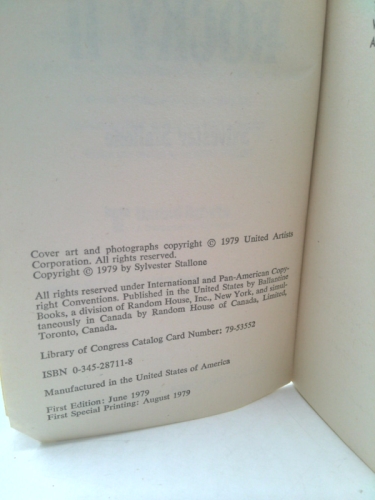 Cover art and photographs copyright © 1979 United Artists
Corporation. All rights reserved.
Copyright © 1979 by Sylvester Stallone
All rights reserved under International and Pan-American Copy-
right Conventions. Published in the United States by Ballantine
Books, a division of Random House, Inc., New York, and simul-
taneously in Canada by Random House of Canada, Limited,
Toronto, Canada.
Library of Congress Catalog Card Number: 79-53552
ISBN 0-345-28711-8
Manufactured in the United States of America
First Edition: June 1979
First Special Printing: August 1979